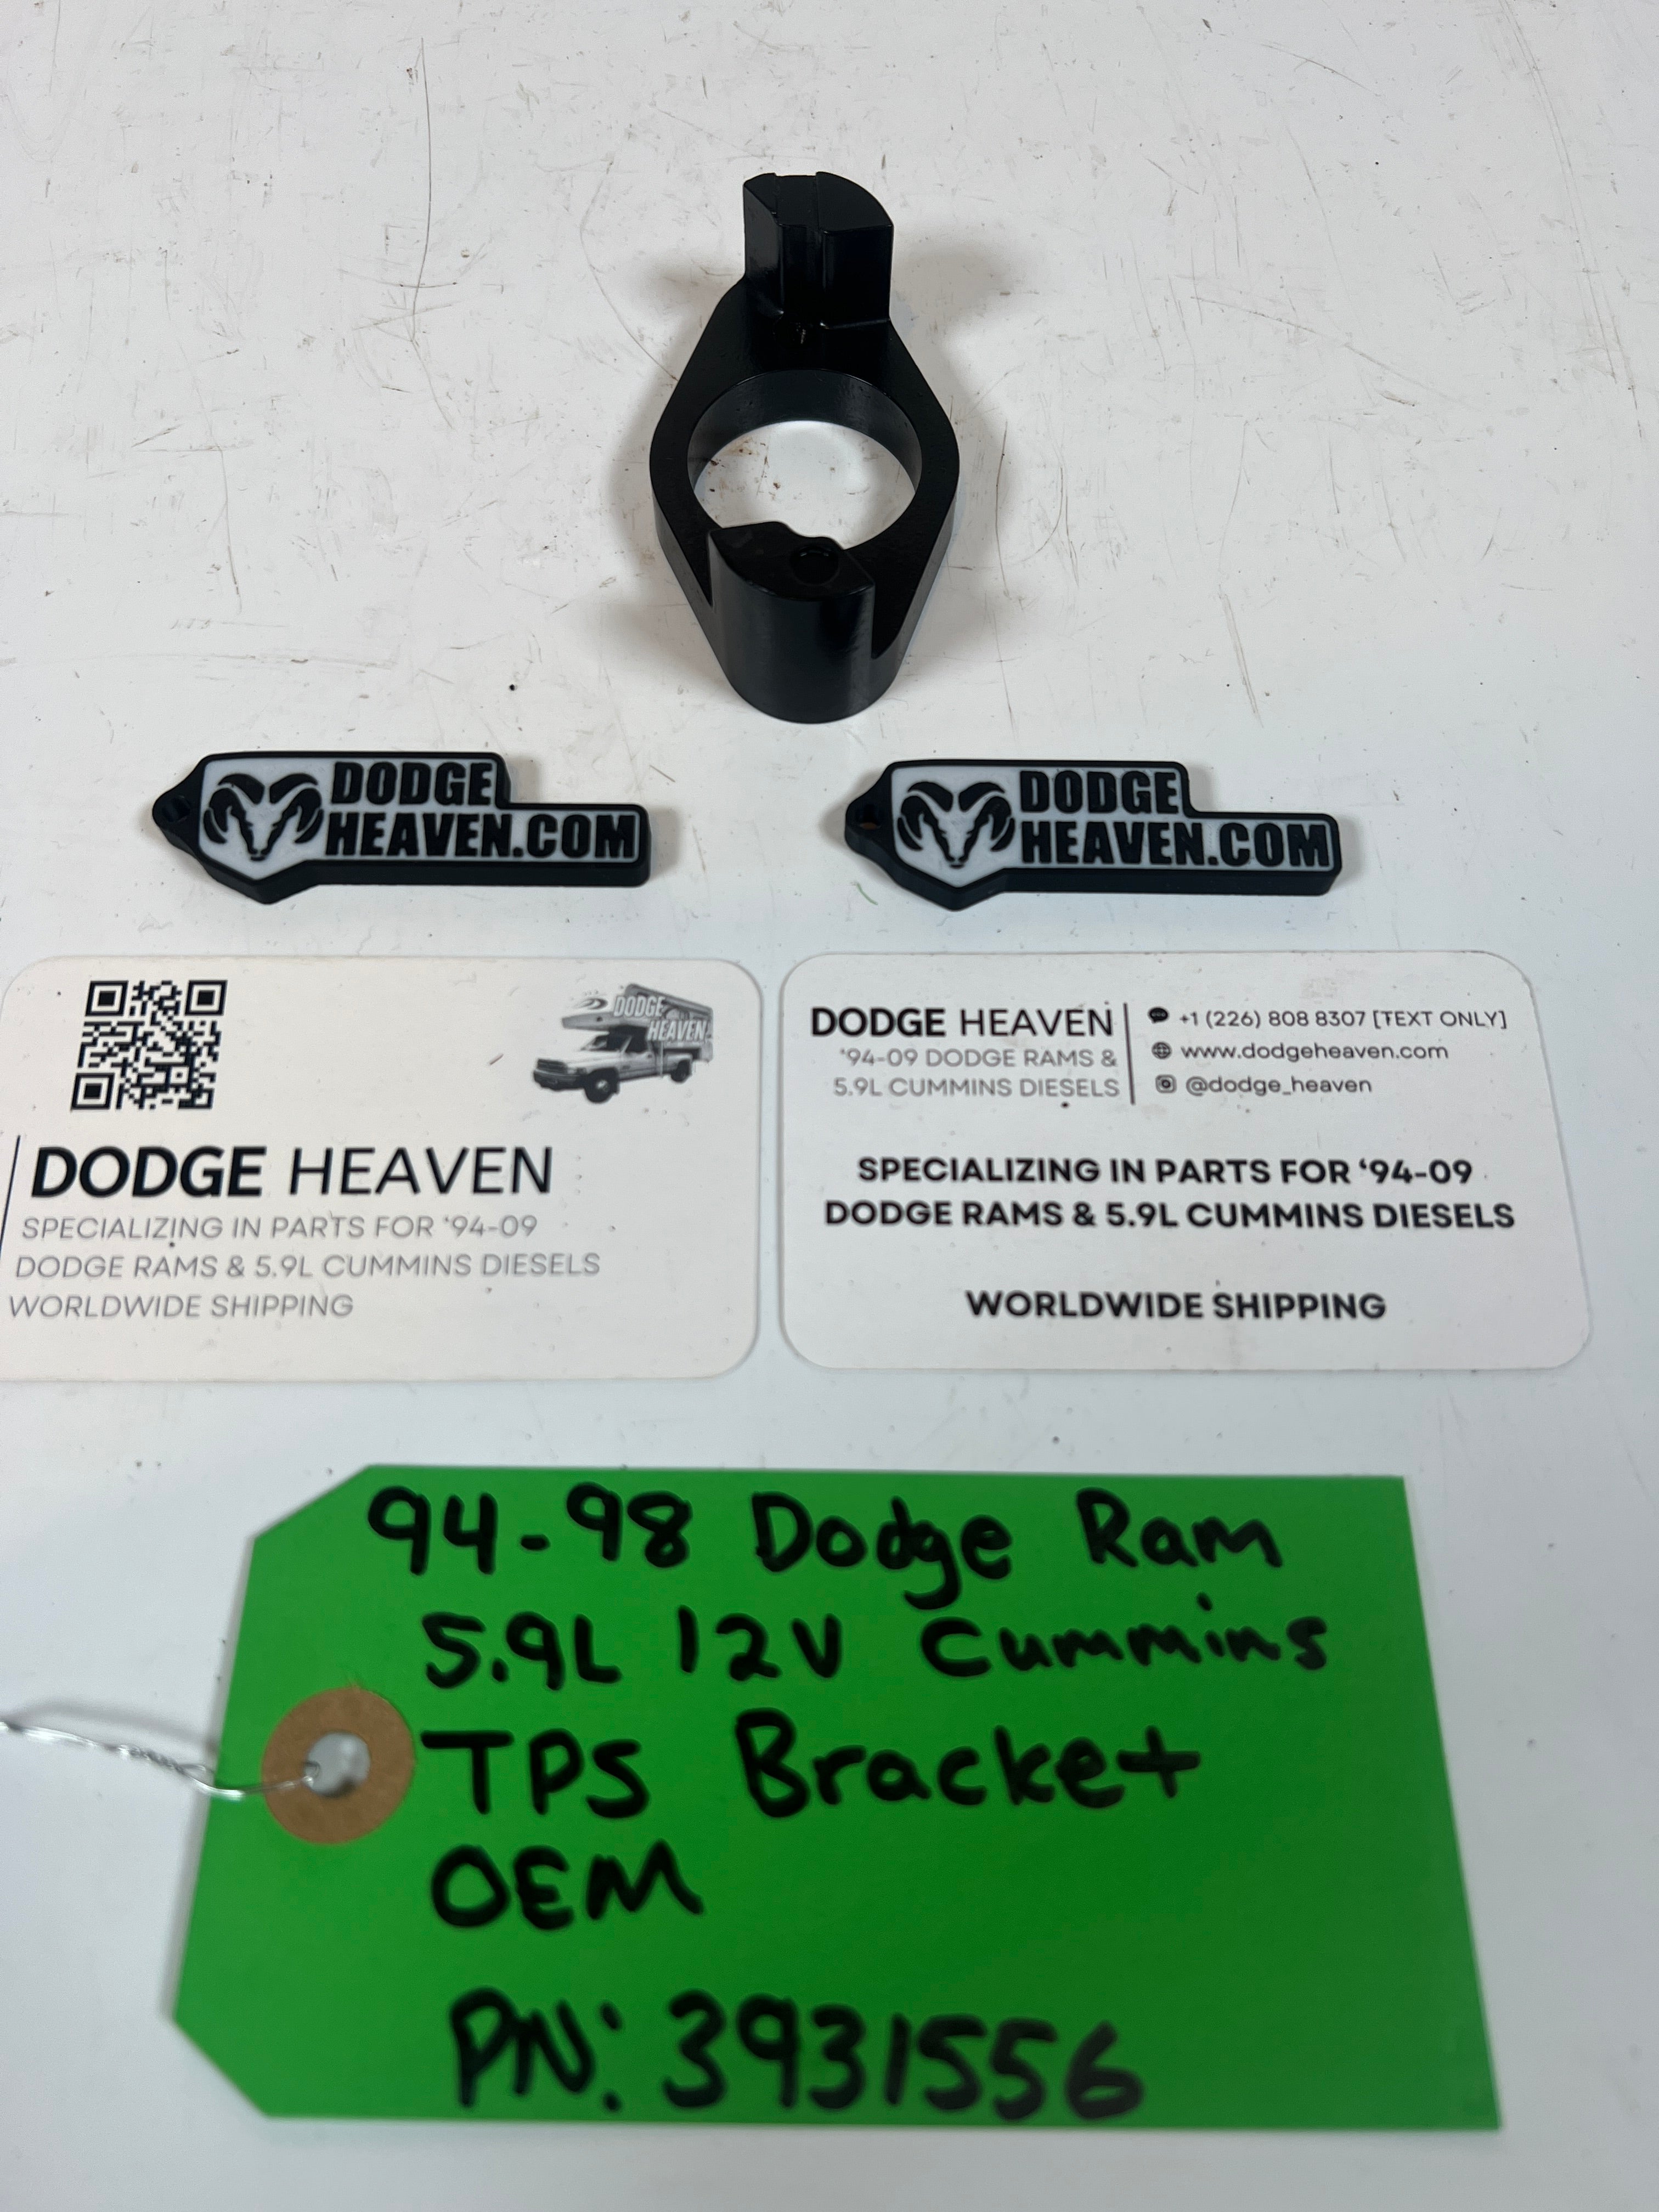 DODGE
HEAVEN.COM
DODGE
HEAVEN.COM
DODGE
HEAVEN
DODGE HEAVEN
SPECIALIZING IN PARTS FOR ‘94-09
DODGE RAMS & 5.9L CUMMINS DIESELS
WORLDWIDE SHIPPING
DODGE HEAVEN
‘94-09 DODGE RAMS &
5.9L CUMMINS DIESELS
+1 (226) 808 8307 [TEXT ONLY]
www.dodgeheaven.com
@dodge_heaven
SPECIALIZING IN PARTS FOR ‘94-09
DODGE RAMS & 5.9L CUMMINS DIESELS
WORLDWIDE SHIPPING
94-98 Dodge Ram
5.9L 12V Cummins
TPS Bracket
OEM
PN: 3931556